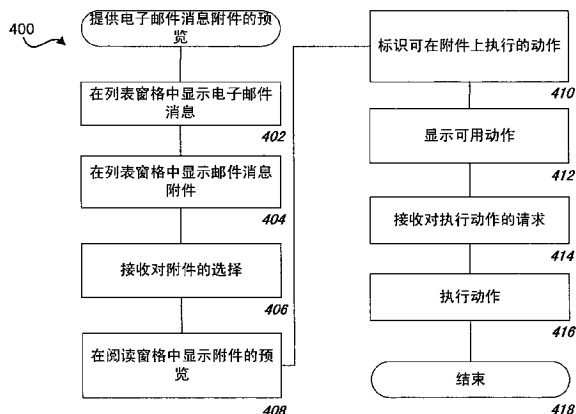 400
提供电子邮件消息附件的预
览
在列表窗格中显示电子邮件
消息
402
在列表窗格中显示邮件消息
附件
404
接收对附件的选择
406
在阅读窗格中显示附件的预
览
408
标识可在附件上执行的动作
410
显示可用动作
412
接收对执行动作的请求
414
执行动作
416
结束
418